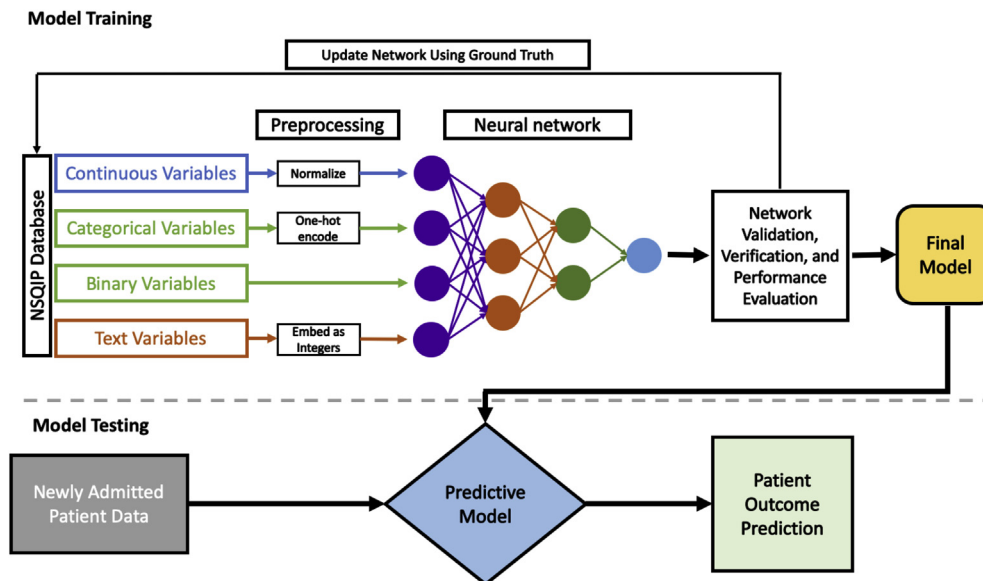 Model Training
Update Network Using Ground Truth
Preprocessing
Neural network
NSQIP Database
Continuous Variables
Normalize
Categorical Variables
One-hot
encode
Binary Variables
Text Variables
Embed as
Integers
Network
Validation,
Verification, and
Performance
Evaluation
Final
Model
Model Testing
Newly Admitted
Patient Data
Predictive
Model
Patient
Outcome
Prediction